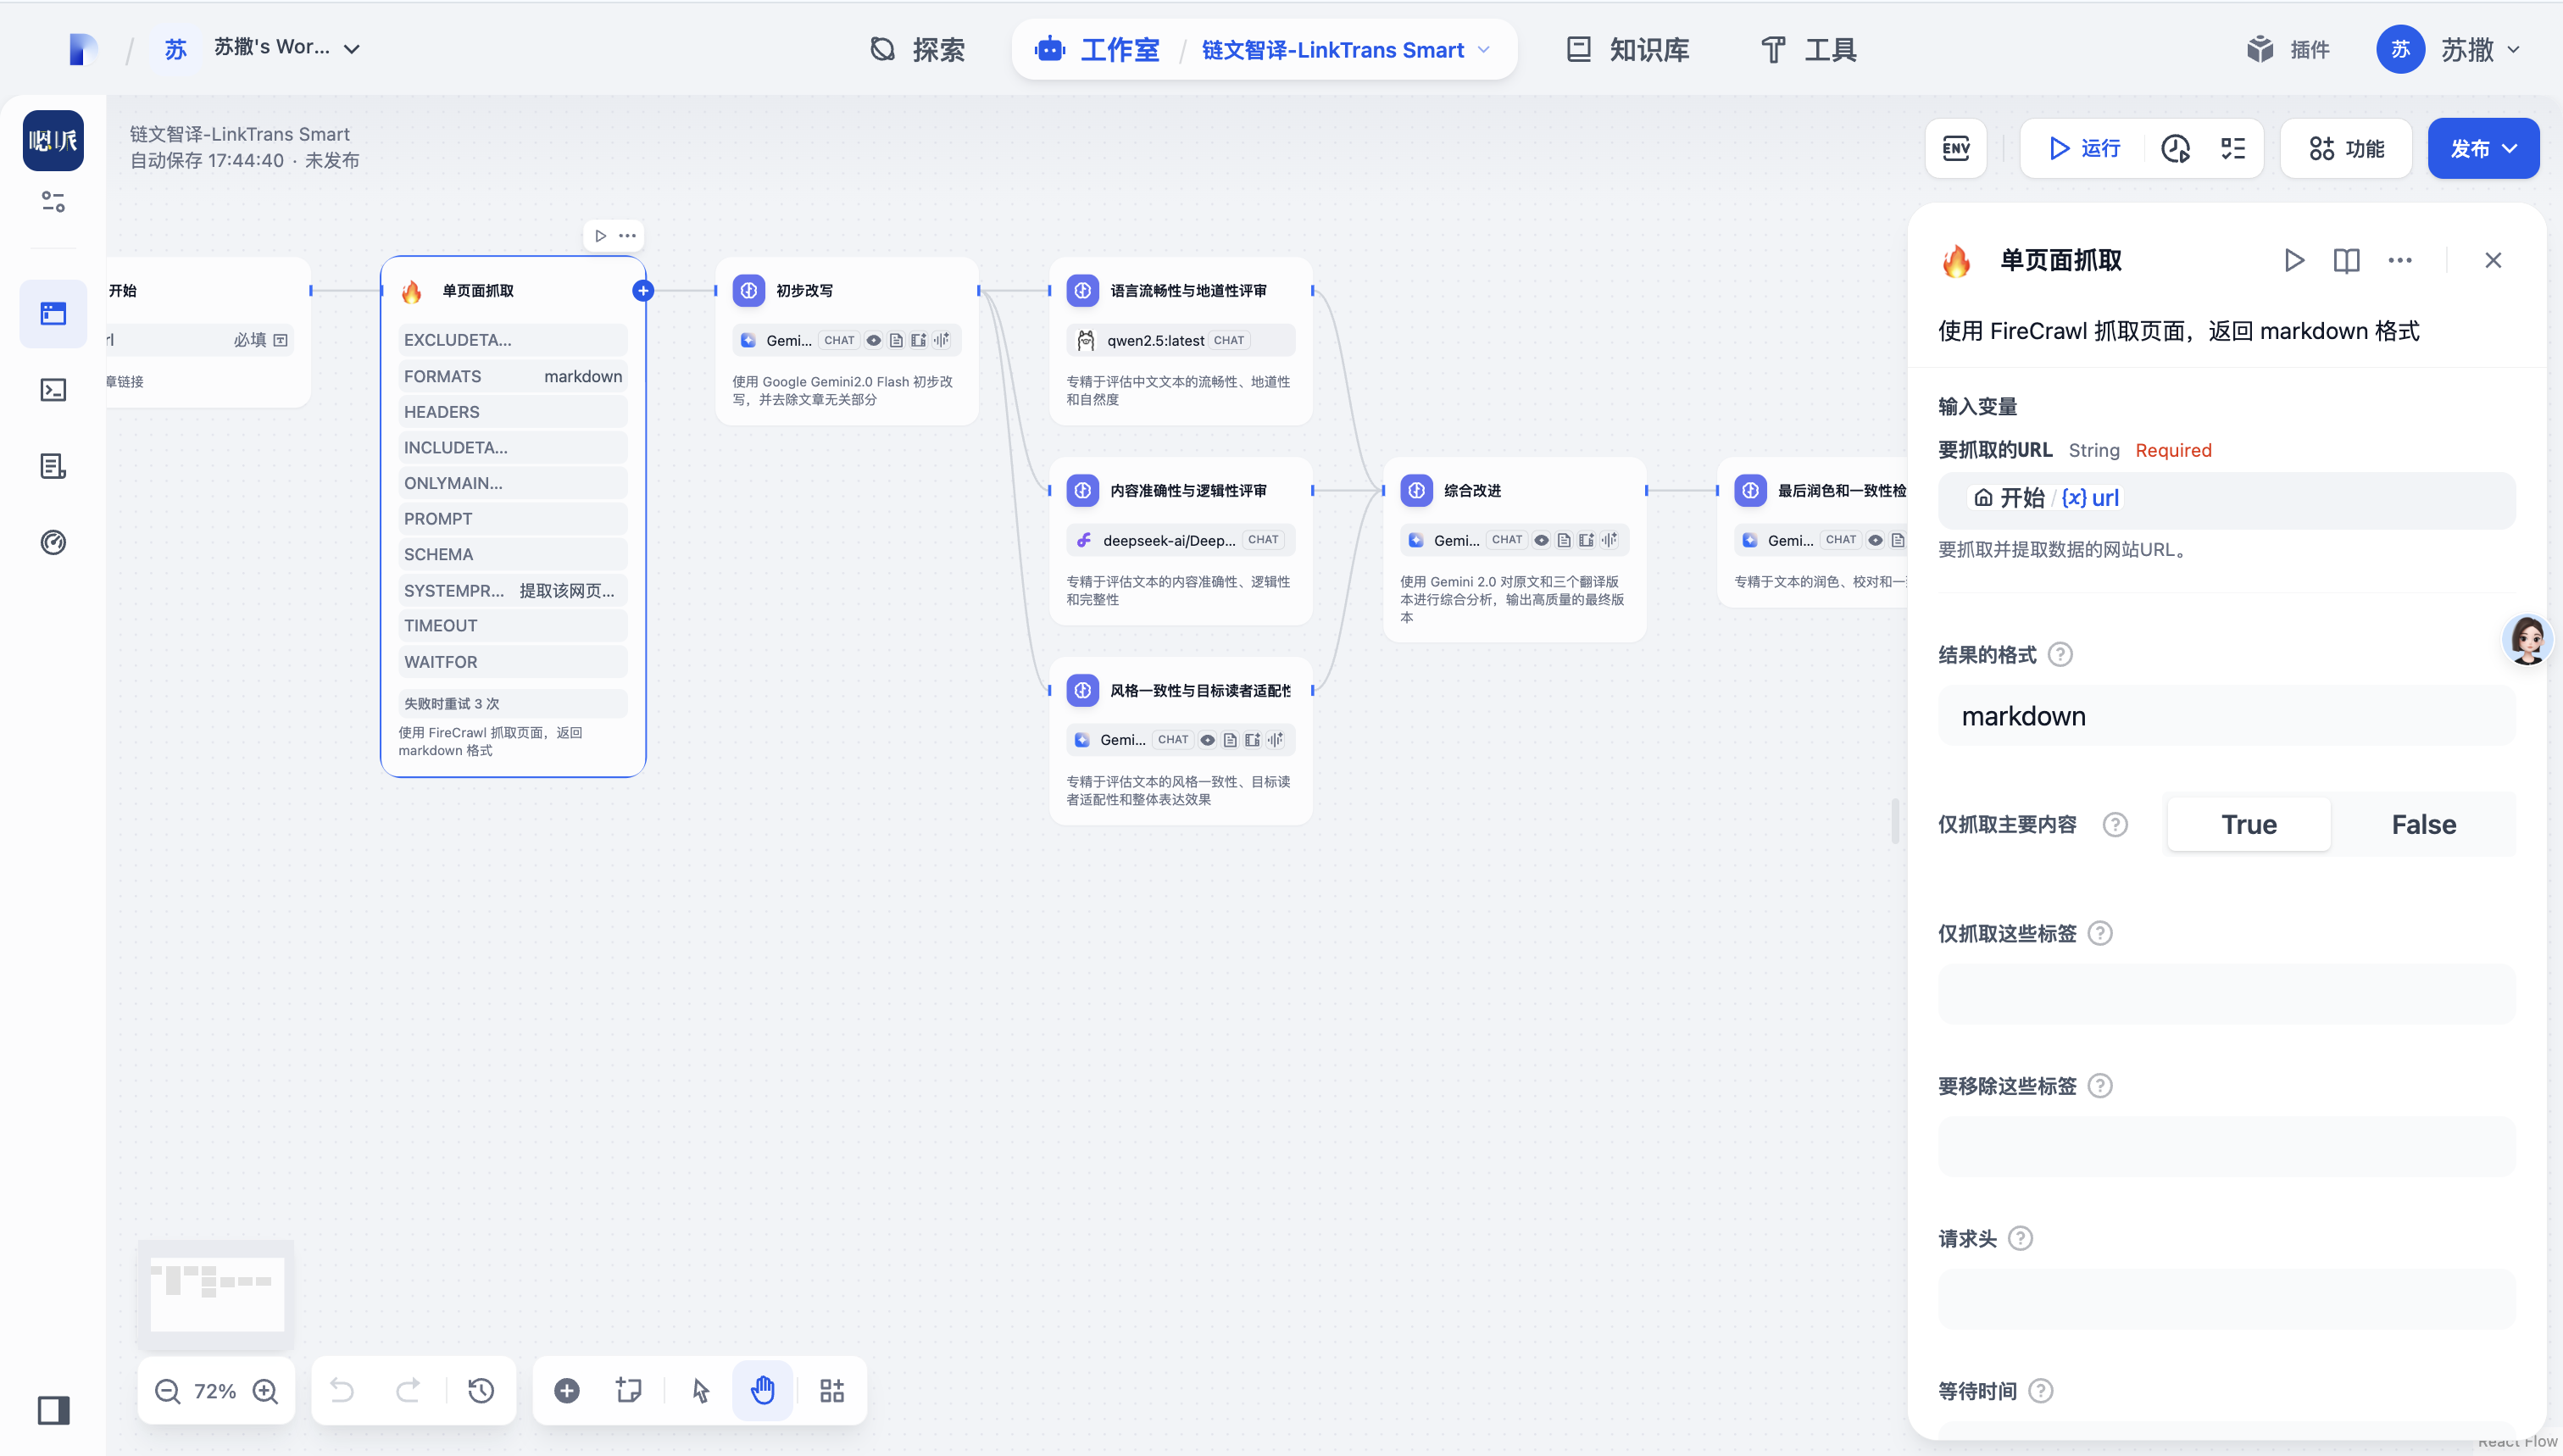 苏
苏撒's Wor...
探索
工作室
链文智译-LinkTrans Smart
知识库
工具
插件
苏
苏撒
链文智译-LinkTrans Smart
自动保存 17:44:40 · 未发布
ENV
运行
功能
发布
开始
必填
章链接
单页面抓取
EXCLUDETA...
FORMATS markdown
HEADERS
INCLUDETA...
ONLYMAIN...
PROMPT
SCHEMA
SYSTEMPR... 提取该网页...
TIMEOUT
WAITFOR
失败时重试 3 次
使用 FireCrawl 抓取页面，返回
markdown 格式
初步改写
Gemi... CHAT
使用 Google Gemini2.0 Flash 初步改
写，并去除文章无关部分
语言流畅性与地道性评审
qwen2.5:latest CHAT
专精于评估中文文本的流畅性、地道性
和自然度
内容准确性与逻辑性评审
deepseek-ai/Deep... CHAT
专精于评估文本的内容准确性、逻辑性
和完整性
风格一致性与目标读者适配性
Gemi... CHAT
专精于评估文本的风格一致性、目标读
者适配性和整体表达效果
综合改进
Gemi... CHAT
使用 Gemini 2.0 对原文和三个翻译版
本进行综合分析，输出高质量的最终版
本
最后润色和一致性检
Gemi... CHAT
专精于文本的润色、校对和一
单页面抓取
使用 FireCrawl 抓取页面，返回 markdown 格式
输入变量
要抓取的URL String Required
开始 / {x} url
要抓取并提取数据的网站URL。
结果的格式
markdown
仅抓取主要内容 True False
仅抓取这些标签
要移除这些标签
请求头
等待时间
72%
React Flow